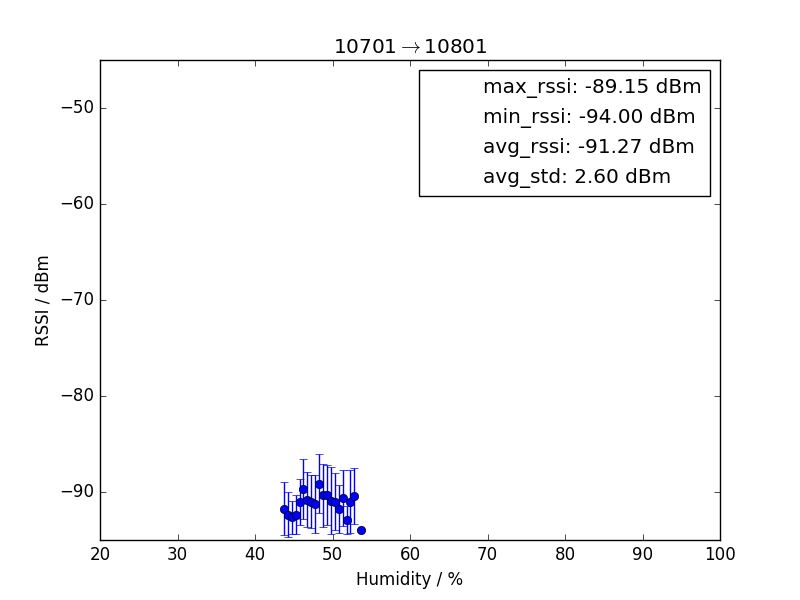 10701→10801
max_rssi: -89.15 dBm
min_rssi: -94.00 dBm
avg_rssi: -91.27 dBm
avg_std: 2.60 dBm
RSSI / dBm
−50
−60
−70
−80
−90
20 30 40 50 60 70 80 90 100
Humidity / %